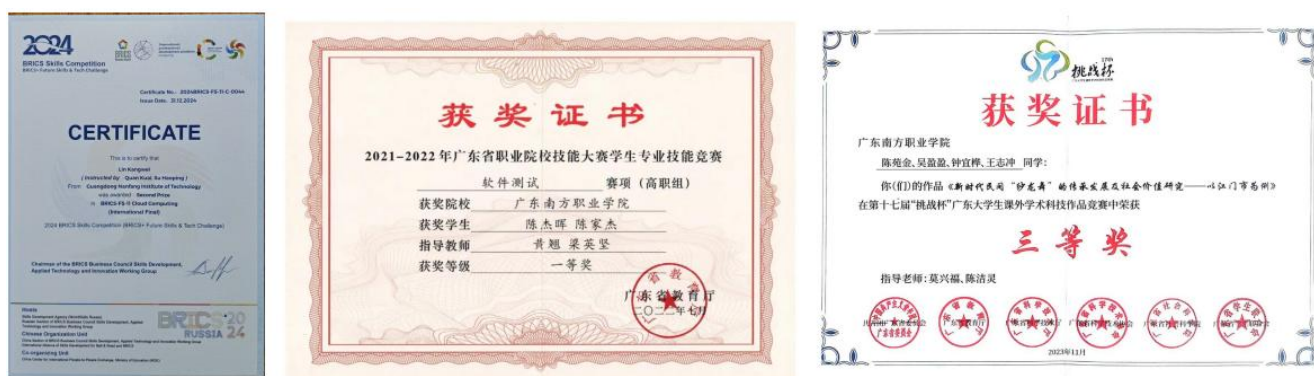 2024
BRICS Skills Competition
BRICS+ Future Skills & Tech Challenge
Issue Date: 31.12.2024
CERTIFICATE
This is to certify that
Lin Kangwei
From Guangdong Nanfang Institute of Technology
was awarded Second Prize
in BRICS-FS-11 Cloud Computing
(International Final)
2024 BRICS Skills Competition (BRICS+ Future Skills & Tech Challenge)
Chairman of the BRICS Business Council Skills Development,
Applied Technology and Innovation Working Group
Hosts
Chinese Organization Unit
Co-organizing Unit
BRICS 20
RUSSIA 24
获奖证书
2021-2022年广东省职业院校技能大赛学生专业技能竞赛
软件测试 赛项（高职组）
获奖院校 广东南方职业学院
获奖学生 陈杰晖 陈家杰
指导教师 黄翘 梁英坚
获奖等级 一等奖
广东省教育厅
二〇二二年七月
挑战杯
获奖证书
广东南方职业学院
陈苑金、吴盈盈、钟宜桦、王志冲 同学：
你(们)的作品《新时代民间“纱龙舞”的传承发展及社会价值研究——以江门市为例》
在第十七届“挑战杯”广东大学生课外学术科技作品竞赛中荣获
三等奖
指导老师：莫兴福、陈洁灵
2023年11月